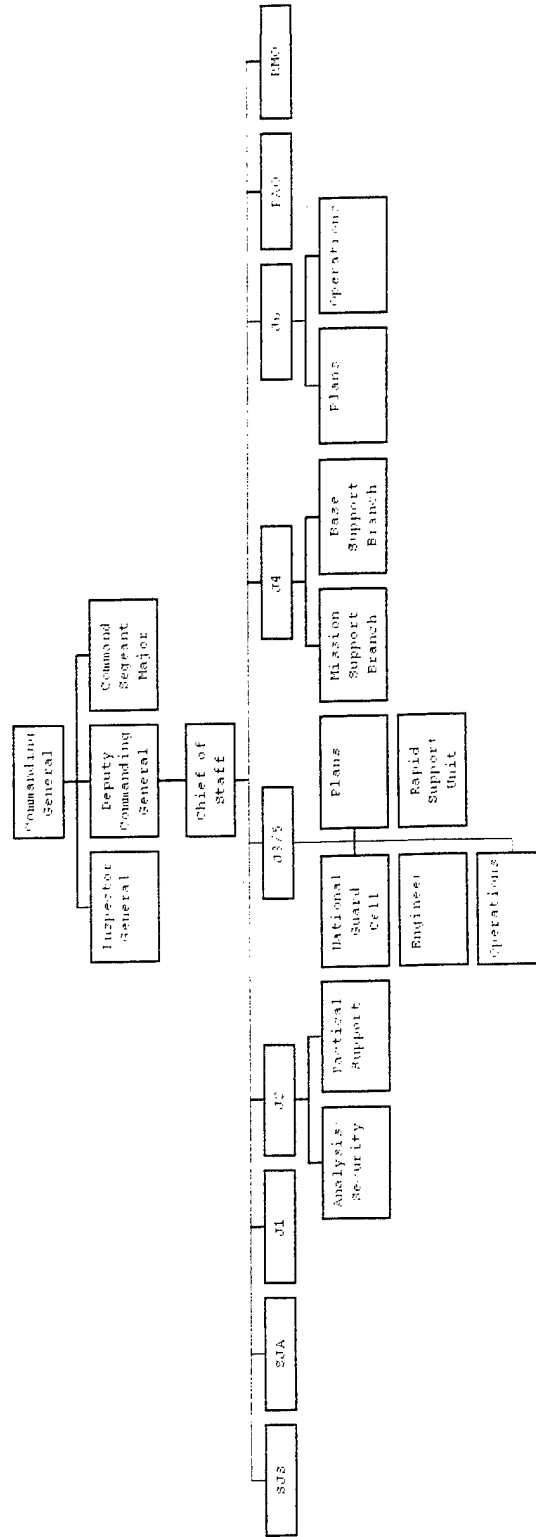 Commanding
General
Inspector
General
Deputy
Commanding
General
Command
Segeant
Major
Chief of
Staff
SJS
SJA
J1
J2
J3/5
J4
J6
PAO
RMO
Analysis
Security
Tactical
Support
National
Guard
Cell
Plans
Engineer
Rapid
Support
Unit
Operations
Mission
Support
Branch
Base
Support
Branch
Plans
Operations